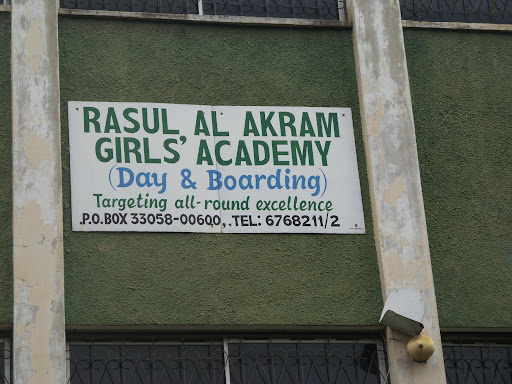 RASUL AL AKRAM
GIRLS' ACADEMY
(Day & Boarding)
Targeting all-round excellence
P.O.BOX 33058-00600, TEL: 6768211/2